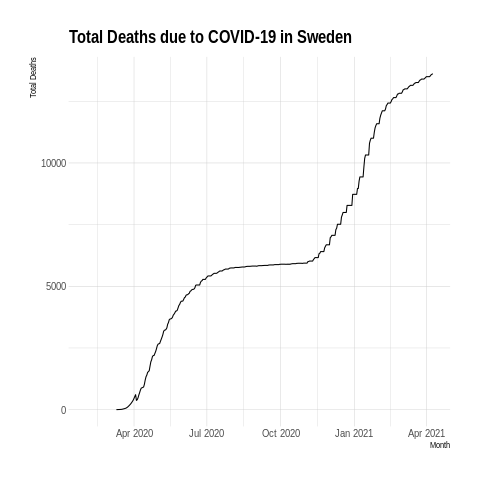 Total Deaths due to COVID-19 in Sweden
Total Deaths
10000
5000
0
Apr 2020 Jul 2020 Oct 2020 Jan 2021 Apr 2021
Month